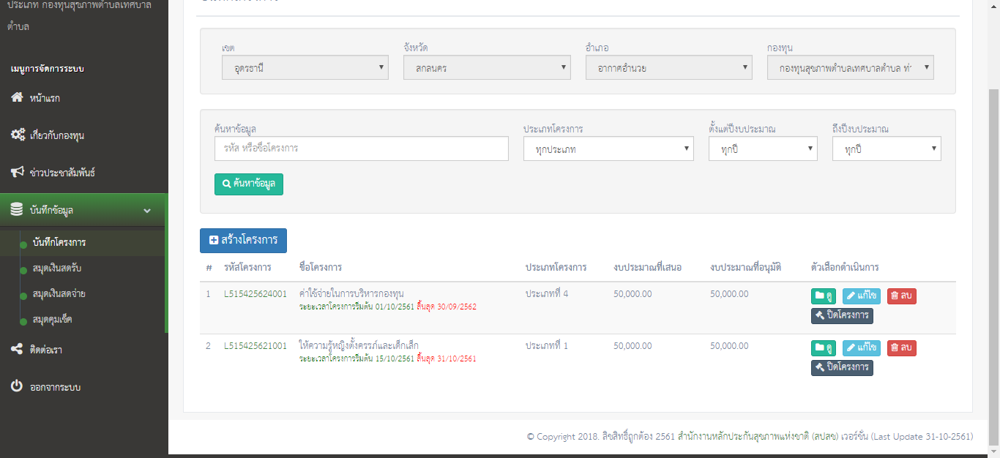 ประเภท กองทุนสุขภาพตำบลเทศบาล
ตำบล
เมนูการจัดการระบบ
หน้าแรก
เกี่ยวกับกองทุน
ข่าวประชาสัมพันธ์
บันทึกข้อมูล
บันทึกโครงการ
สมุดเงินสดรับ
สมุดเงินสดจ่าย
สมุดคุมเช็ค
ติดต่อเรา
ออกจากระบบ
เขต จังหวัด อำเภอ กองทุน
อุดรธานี สกลนคร อากาศอำนวย กองทุนสุขภาพตำบลเทศบาลตำบล ท่
ค้นหาข้อมูล ประเภทโครงการ ตั้งแต่ปีงบประมาณ ถึงปีงบประมาณ
รหัส หรือชื่อโครงการ ทุกประเภท ทุกปี ทุกปี
ค้นหาข้อมูล
สร้างโครงการ
# รหัสโครงการ ชื่อโครงการ ประเภทโครงการ งบประมาณที่เสนอ งบประมาณที่อนุมัติ ตัวเลือกดำเนินการ
1 L515425624001 ค่าใช้จ่ายในการบริหารกองทุน ประเภทที่ 4 50,000.00 50,000.00 ดู แก้ไข ลบ
ระยะเวลาโครงการเริ่มต้น 01/10/2561 สิ้นสุด 30/09/2562
ปิดโครงการ
2 L515425621001 ให้ความรู้หญิงตั้งครรภ์และเด็กเล็ก ประเภทที่ 1 50,000.00 50,000.00 ดู แก้ไข ลบ
ระยะเวลาโครงการเริ่มต้น 15/10/2561 สิ้นสุด 31/10/2561
ปิดโครงการ
© Copyright 2018. ลิขสิทธิ์ถูกต้อง 2561 สำนักงานหลักประกันสุขภาพแห่งชาติ (สปสช) เวอร์ชั่น (Last Update 31-10-2561)